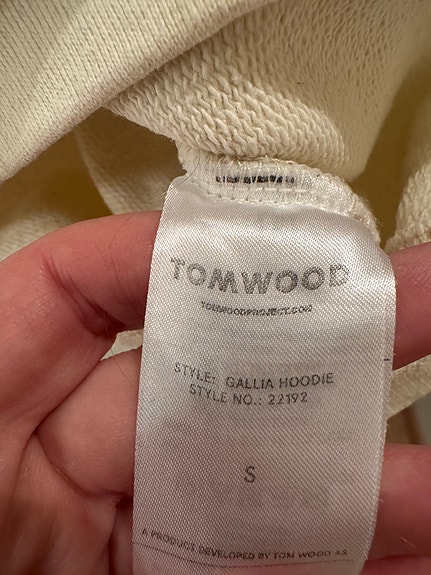 TOMWOOD
TOMWOODPROJECT.COM
STYLE: GALLIA HOODIE
STYLE NO.: 22192
S
A PRODUCT DEVELOPED BY TOM WOOD AS